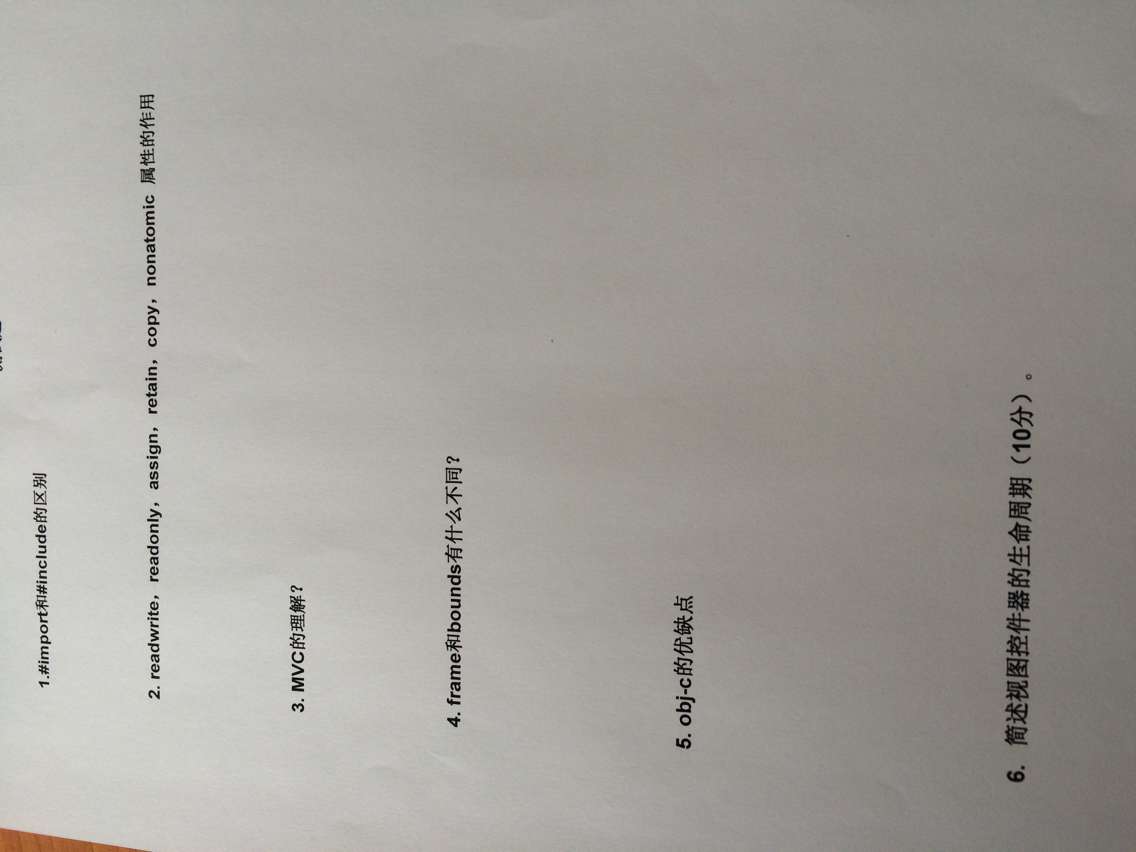 1.#import和#include的区别
2. readwrite，readonly，assign，retain，copy，nonatomic 属性的作用
3. MVC的理解？
4. frame和bounds有什么不同？
5. obj-c的优缺点
6. 简述视图控件器的生命周期（10分）。